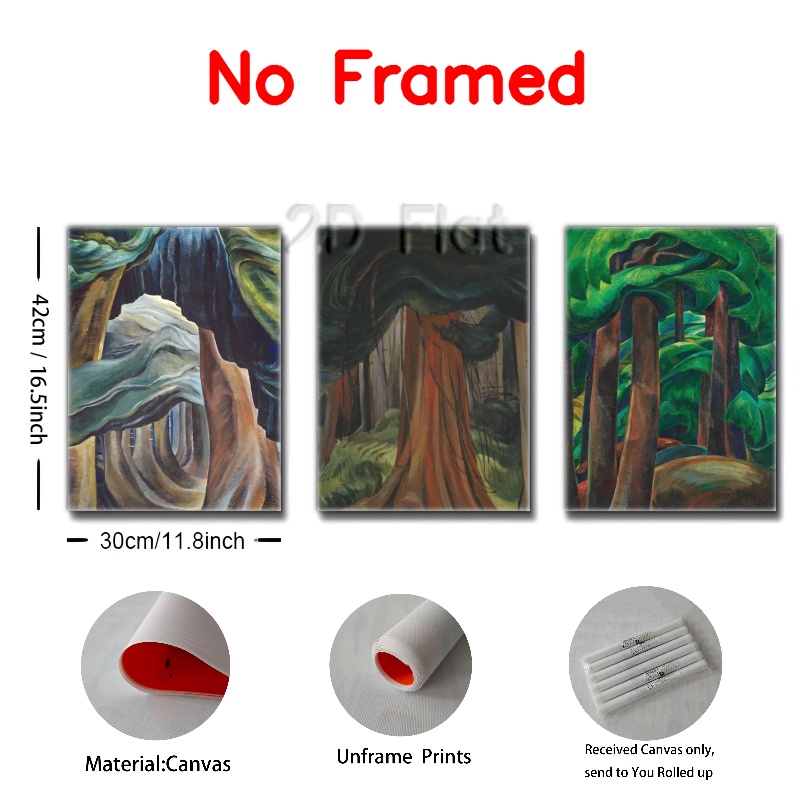 No Framed
2D Flat
42cm / 16.5inch
30cm/11.8inch
Material:Canvas
Unframe Prints
Received Canvas only,
send to You Rolled up